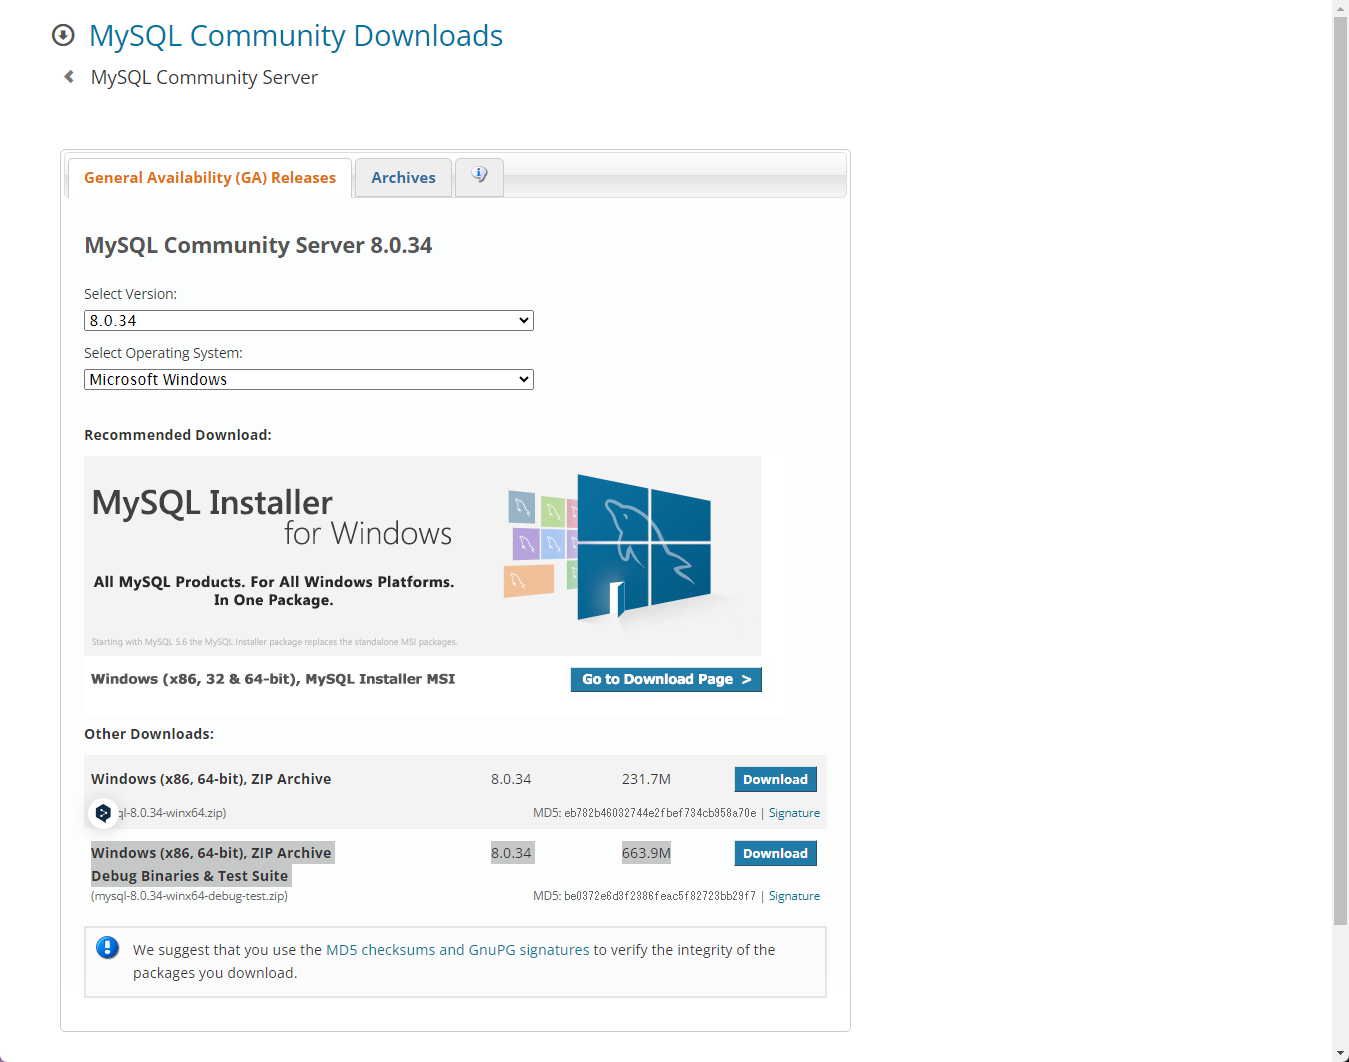 MySQL Community Downloads
MySQL Community Server
General Availability (GA) Releases
Archives
MySQL Community Server 8.0.34
Select Version:
8.0.34
Select Operating System:
Microsoft Windows
Recommended Download:
MySQL Installer
for Windows
All MySQL Products. For All Windows Platforms.
In One Package.
Starting with MySQL 5.6 the MySQL Installer package replaces the standalone MSI packages.
Windows (x86, 32 & 64-bit), MySQL Installer MSI
Go to Download Page >
Other Downloads:
Windows (x86, 64-bit), ZIP Archive 8.0.34 231.7M Download
ql-8.0.34-winx64.zip) MD5: eb782b46032744e2fbef734cb958a70e | Signature
Windows (x86, 64-bit), ZIP Archive 8.0.34 663.9M Download
Debug Binaries & Test Suite
(mysql-8.0.34-winx64-debug-test.zip) MD5: be0372e6d3f2386feac5f82723bb29f7 | Signature
We suggest that you use the MD5 checksums and GnuPG signatures to verify the integrity of the
packages you download.